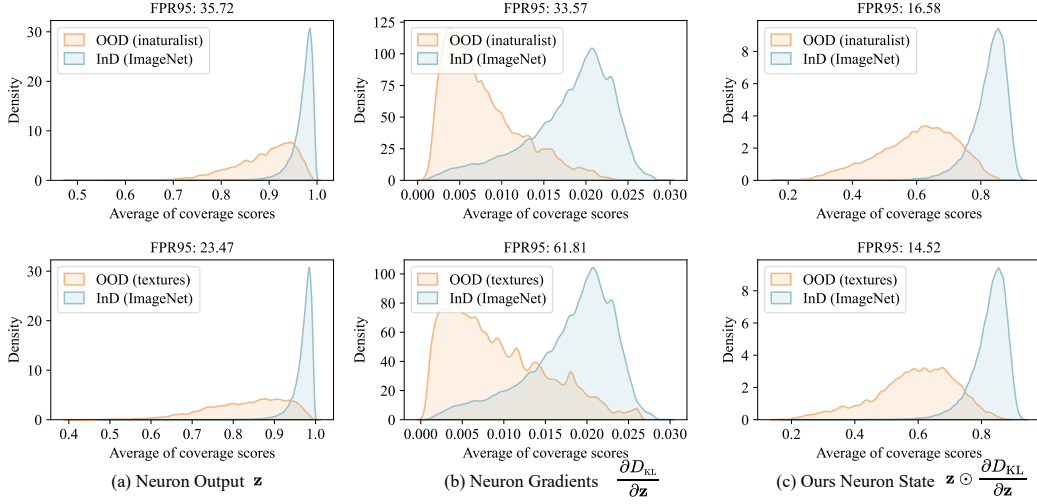 FPR95: 35.72
OOD (inaturalist)
InD (ImageNet)
Density
30
20
10
0
0.5 0.6 0.7 0.8 0.9 1.0
Average of coverage scores
FPR95: 33.57
OOD (inaturalist)
InD (ImageNet)
Density
125
100
75
50
25
0
0.000 0.005 0.010 0.015 0.020 0.025 0.030
Average of coverage scores
FPR95: 16.58
OOD (inaturalist)
InD (ImageNet)
Density
8
6
4
2
0
0.2 0.4 0.6 0.8
Average of coverage scores
FPR95: 23.47
OOD (textures)
InD (ImageNet)
Density
30
20
10
0
0.4 0.5 0.6 0.7 0.8 0.9 1.0
Average of coverage scores
FPR95: 61.81
OOD (textures)
InD (ImageNet)
Density
100
80
60
40
20
0
0.000 0.005 0.010 0.015 0.020 0.025 0.030
Average of coverage scores
FPR95: 14.52
OOD (textures)
InD (ImageNet)
Density
8
6
4
2
0
0.2 0.4 0.6 0.8
Average of coverage scores
(a) Neuron Output z
(b) Neuron Gradients ∂D_KL/∂z
(c) Ours Neuron State z ⊙ ∂D_KL/∂z